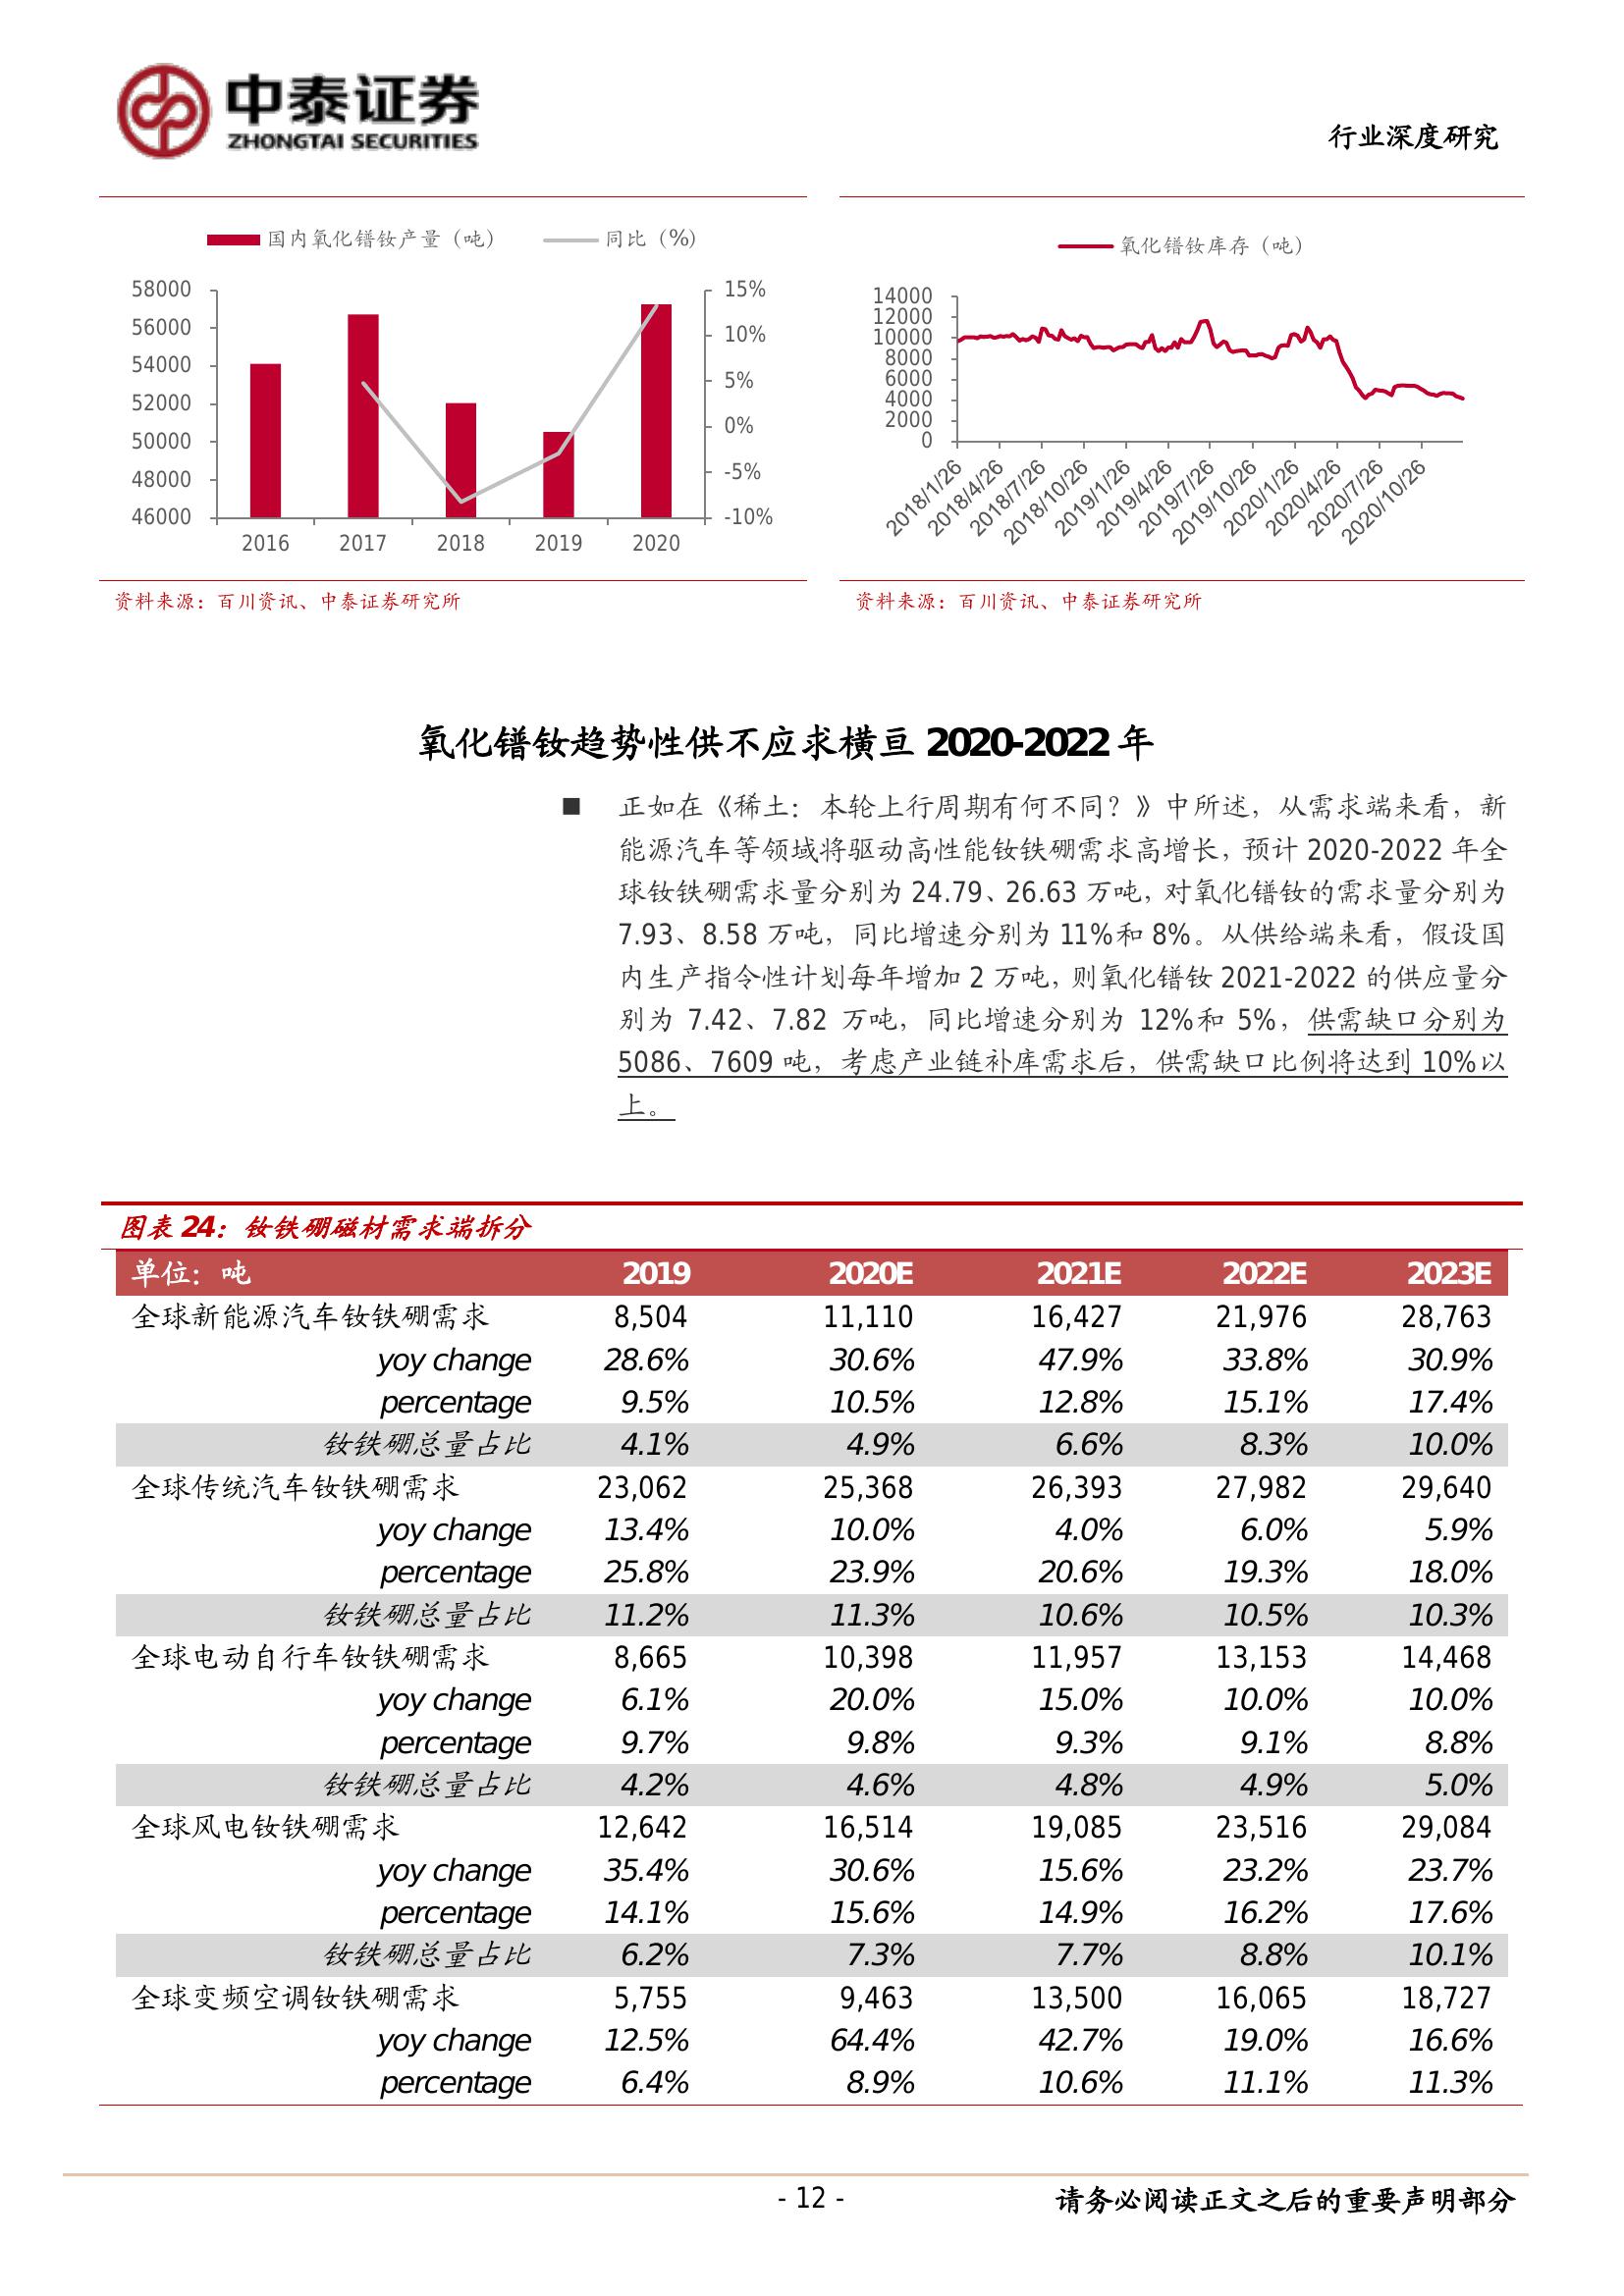 中泰证券
ZHONGTAI SECURITIES
行业深度研究
国内氧化镨钕产量（吨） 同比（%）
58000
56000
54000
52000
50000
48000
46000
15%
10%
5%
0%
-5%
-10%
2016 2017 2018 2019 2020
氧化镨钕库存（吨）
14000
12000
10000
8000
6000
4000
2000
0
2018/1/26 2018/4/26 2018/7/26 2018/10/26 2019/1/26 2019/4/26 2019/7/26 2019/10/26 2020/1/26 2020/4/26 2020/7/26 2020/10/26
资料来源：百川资讯、中泰证券研究所
资料来源：百川资讯、中泰证券研究所
氧化镨钕趋势性供不应求横亘 2020-2022 年
■ 正如在《稀土：本轮上行周期有何不同？》中所述，从需求端来看，新
能源汽车等领域将驱动高性能钕铁硼需求高增长，预计 2020-2022 年全
球钕铁硼需求量分别为 24.79、26.63 万吨，对氧化镨钕的需求量分别为
7.93、8.58 万吨，同比增速分别为 11%和 8%。从供给端来看，假设国
内生产指令性计划每年增加 2 万吨，则氧化镨钕 2021-2022 的供应量分
别为 7.42、7.82 万吨，同比增速分别为 12%和 5%，供需缺口分别为
5086、7609 吨，考虑产业链补库需求后，供需缺口比例将达到 10%以
上。
图表 24：钕铁硼磁材需求端拆分
单位：吨 2019 2020E 2021E 2022E 2023E
全球新能源汽车钕铁硼需求 8,504 11,110 16,427 21,976 28,763
yoy change 28.6% 30.6% 47.9% 33.8% 30.9%
percentage 9.5% 10.5% 12.8% 15.1% 17.4%
钕铁硼总量占比 4.1% 4.9% 6.6% 8.3% 10.0%
全球传统汽车钕铁硼需求 23,062 25,368 26,393 27,982 29,640
yoy change 13.4% 10.0% 4.0% 6.0% 5.9%
percentage 25.8% 23.9% 20.6% 19.3% 18.0%
钕铁硼总量占比 11.2% 11.3% 10.6% 10.5% 10.3%
全球电动自行车钕铁硼需求 8,665 10,398 11,957 13,153 14,468
yoy change 6.1% 20.0% 15.0% 10.0% 10.0%
percentage 9.7% 9.8% 9.3% 9.1% 8.8%
钕铁硼总量占比 4.2% 4.6% 4.8% 4.9% 5.0%
全球风电钕铁硼需求 12,642 16,514 19,085 23,516 29,084
yoy change 35.4% 30.6% 15.6% 23.2% 23.7%
percentage 14.1% 15.6% 14.9% 16.2% 17.6%
钕铁硼总量占比 6.2% 7.3% 7.7% 8.8% 10.1%
全球变频空调钕铁硼需求 5,755 9,463 13,500 16,065 18,727
yoy change 12.5% 64.4% 42.7% 19.0% 16.6%
percentage 6.4% 8.9% 10.6% 11.1% 11.3%
- 12 -
请务必阅读正文之后的重要声明部分